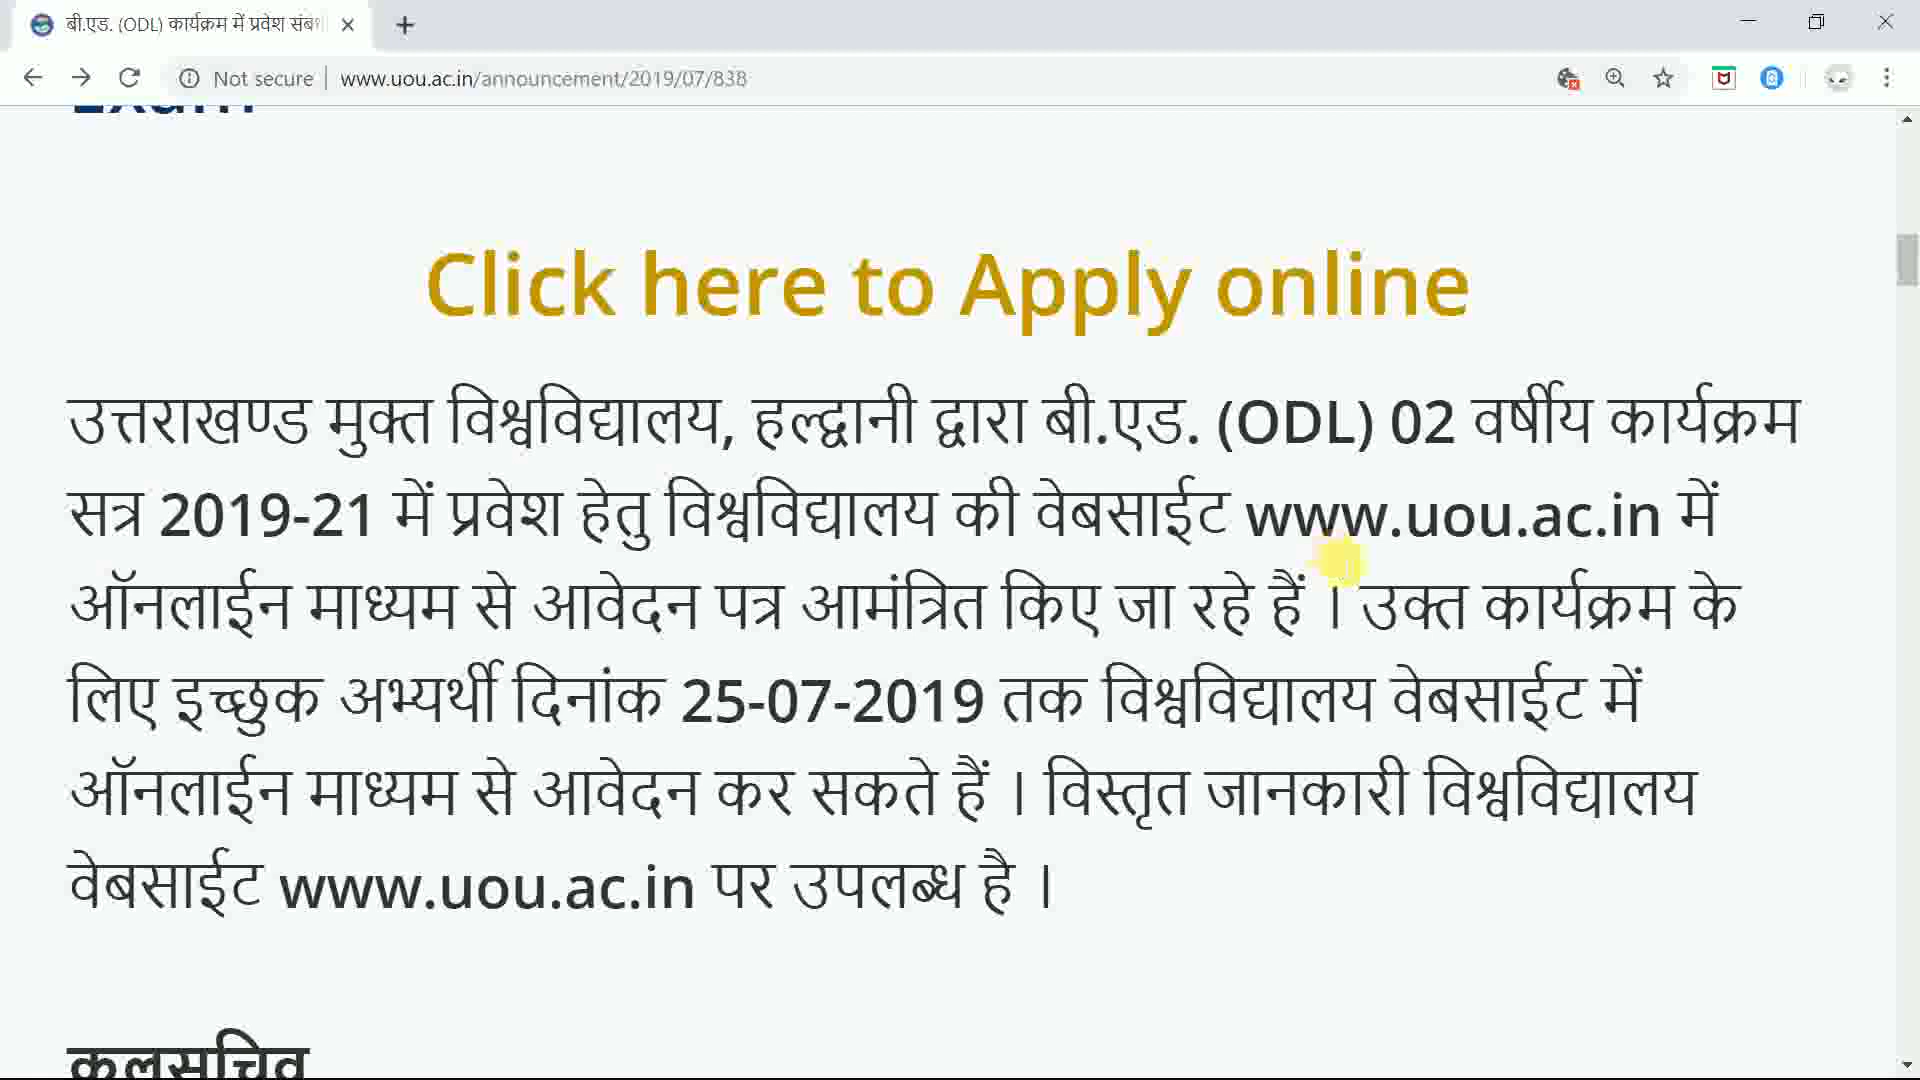 बी.एड. (ODL) कार्यक्रम में प्रवेश
Not secure
www.uou.ac.in/announcement/2019/07/838
Exam
Click here to Apply online
उत्तराखण्ड मुक्त विश्वविद्यालय, हल्द्वानी द्वारा बी.एड. (ODL) 02 वर्षीय कार्यक्रम
सत्र 2019-21 में प्रवेश हेतु विश्वविद्यालय की वेबसाईट www.uou.ac.in में
ऑनलाईन माध्यम से आवेदन पत्र आमंत्रित किए जा रहे हैं । उक्त कार्यक्रम के
लिए इच्छुक अभ्यर्थी दिनांक 25-07-2019 तक विश्वविद्यालय वेबसाईट में
ऑनलाईन माध्यम से आवेदन कर सकते हैं । विस्तृत जानकारी विश्वविद्यालय
वेबसाईट www.uou.ac.in पर उपलब्ध है ।
कुलसचिव